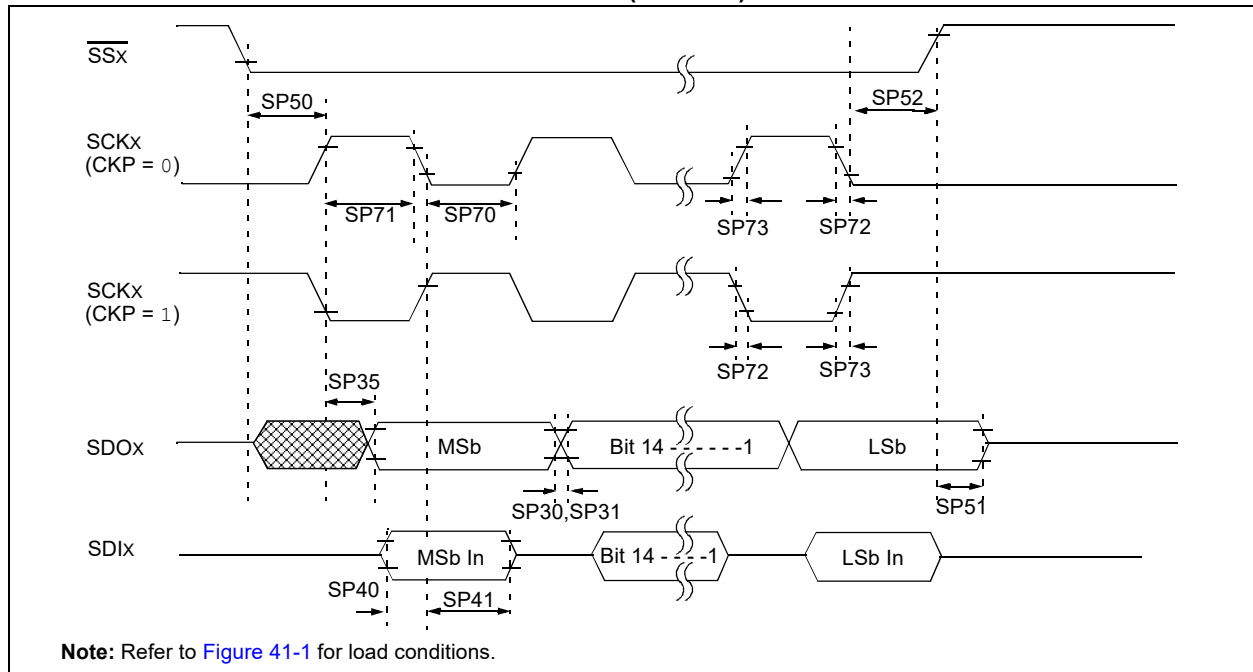 SSX
SP50
SP52
SCKX
(CKP = 0)
SP71
SP70
SP73
SP72
SCKX
(CKP = 1)
SP72
SP73
SP35
SDOX
MSb
Bit 14 - - - - - -1
LSb
SP30,SP31
SP51
SDIX
MSb In
Bit 14 - - - -1
LSb In
SP40
SP41
Note: Refer to Figure 41-1 for load conditions.